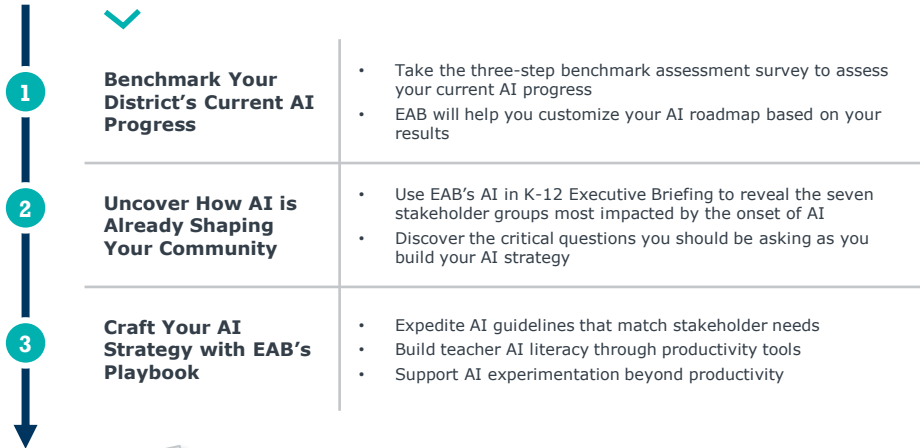 1
Benchmark Your
District's Current AI
Progress
• Take the three-step benchmark assessment survey to assess
your current AI progress
• EAB will help you customize your AI roadmap based on your
results
2
Uncover How AI is
Already Shaping
Your Community
• Use EAB's AI in K-12 Executive Briefing to reveal the seven
stakeholder groups most impacted by the onset of AI
• Discover the critical questions you should be asking as you
build your AI strategy
3
Craft Your AI
Strategy with EAB's
Playbook
• Expedite AI guidelines that match stakeholder needs
• Build teacher AI literacy through productivity tools
• Support AI experimentation beyond productivity